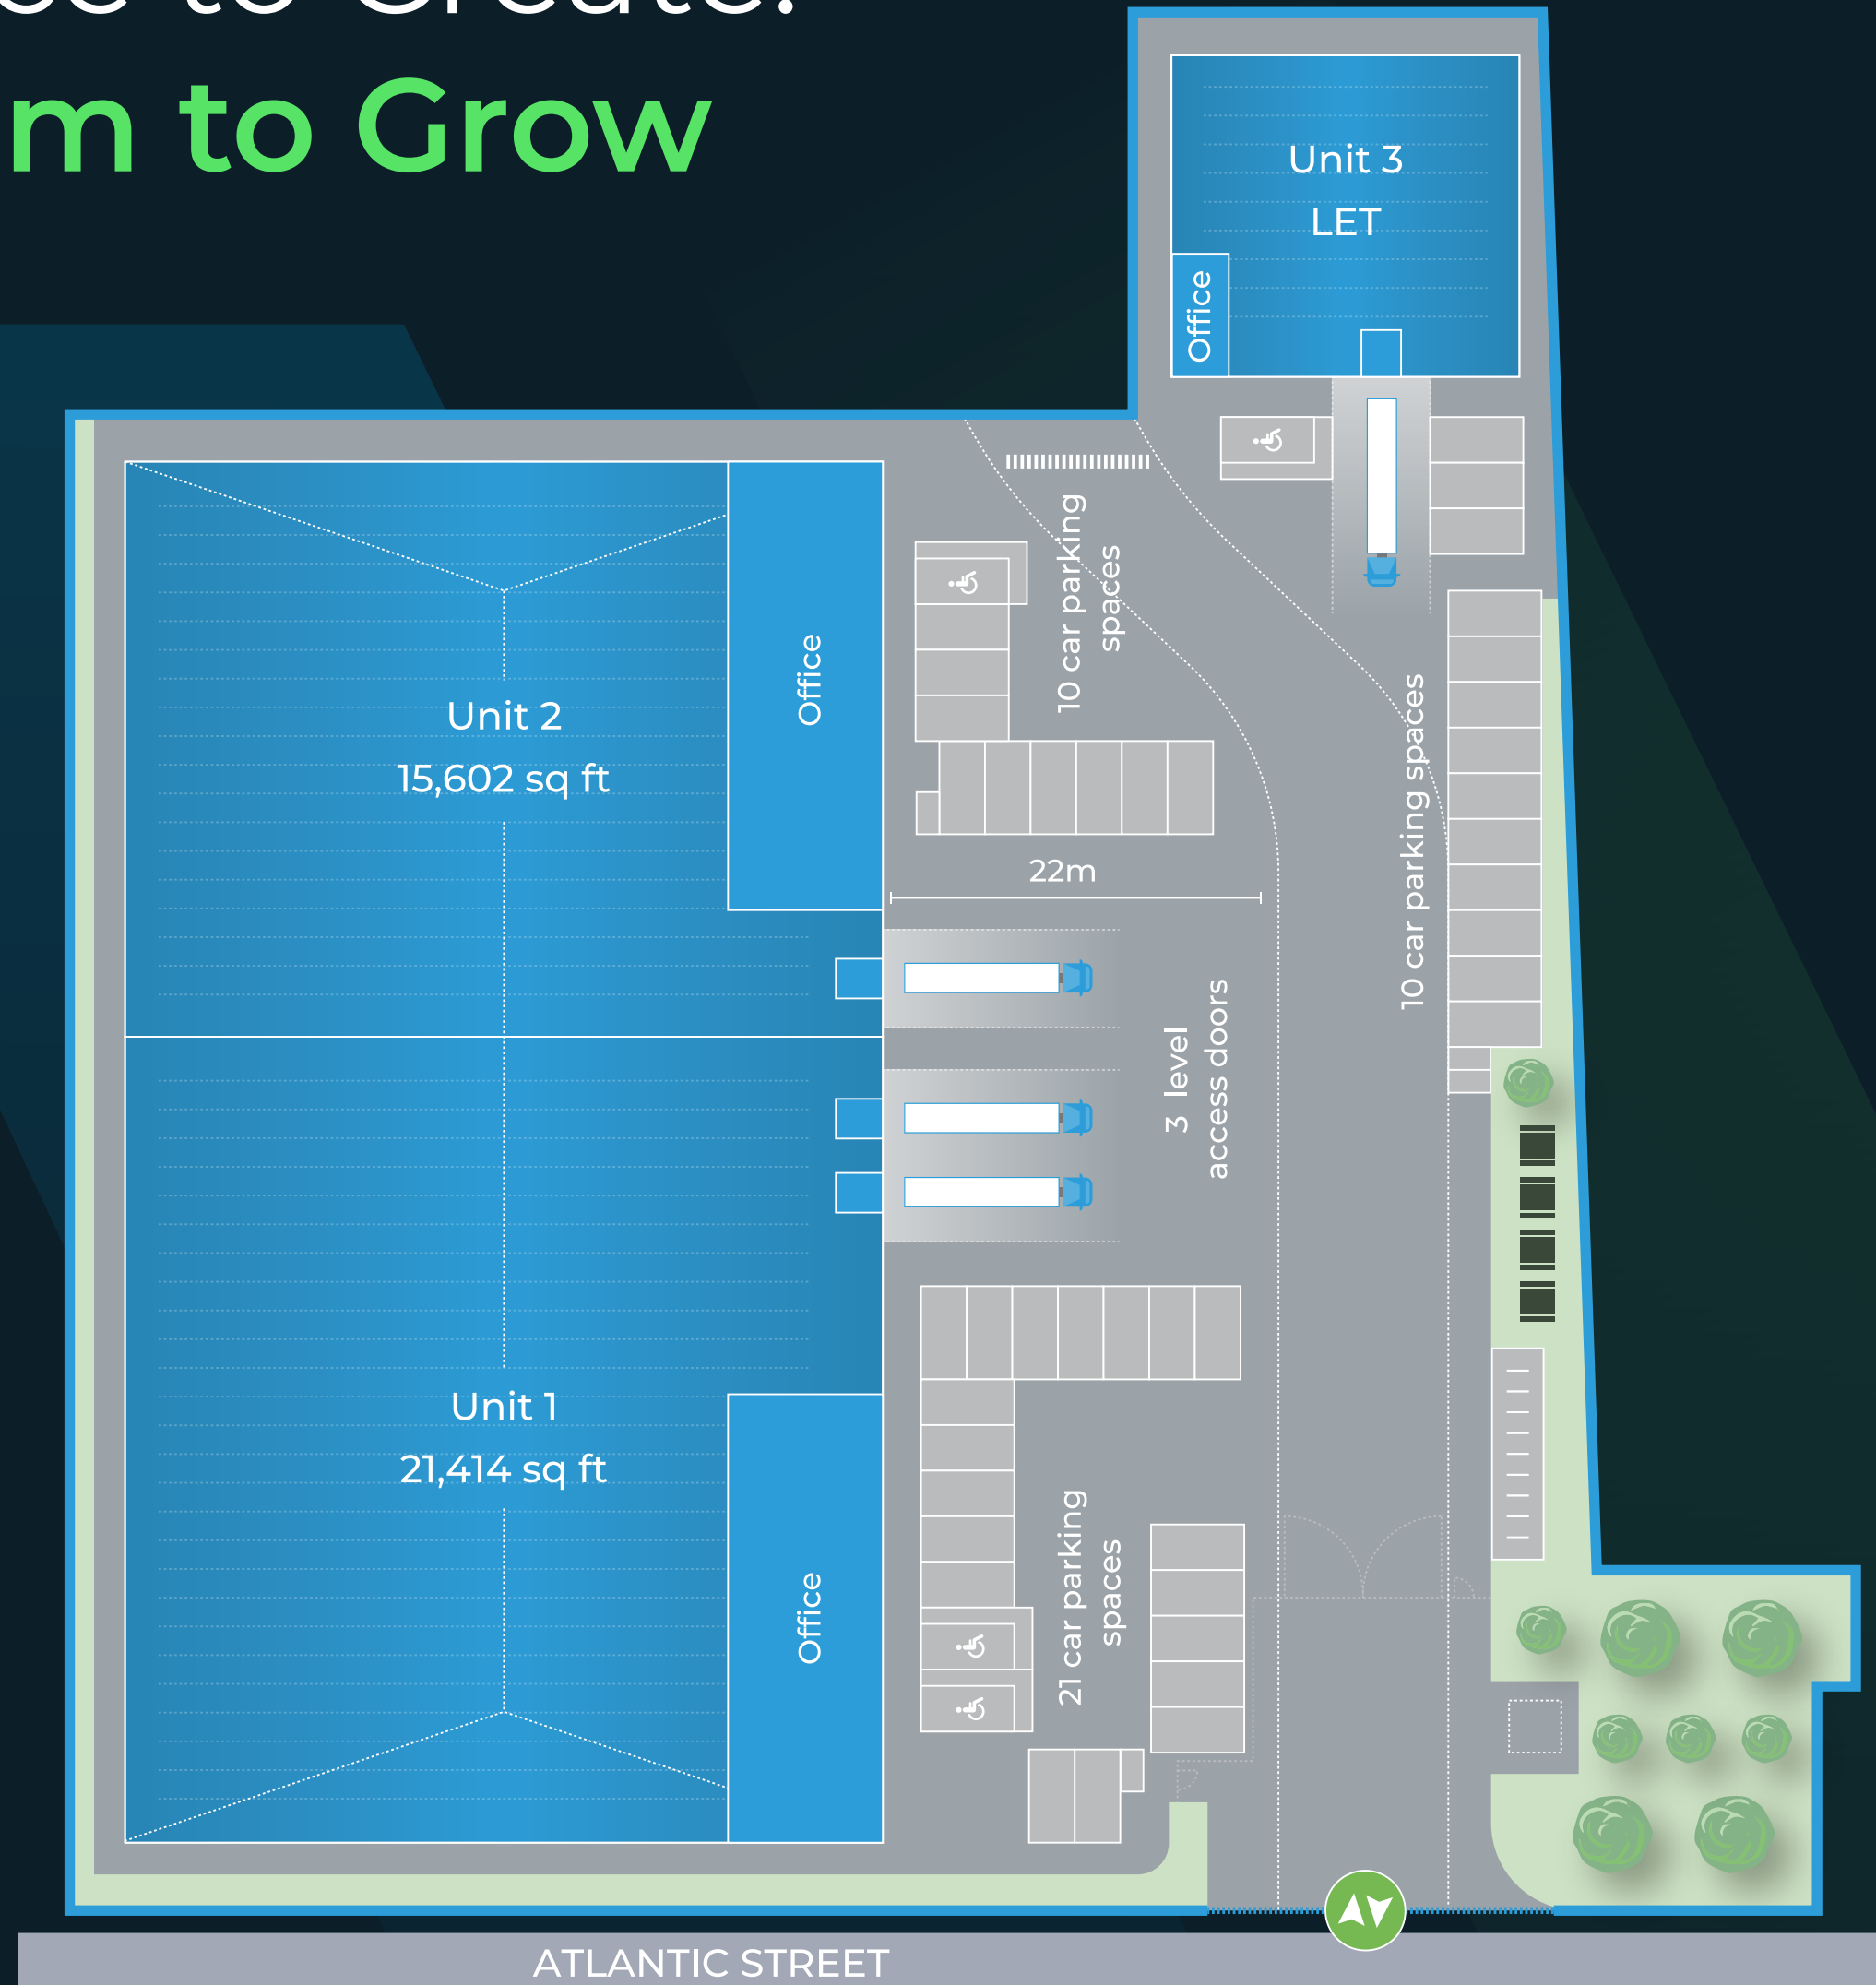 to Create.
to Grow
Unit 3
LET
Office
10 car parking
spaces
Office
Unit 2
15,602 sq ft
10 car parking spaces
22m
3 level
access doors
Unit 1
21,414 sq ft
Office
21 car parking
spaces
ATLANTIC STREET